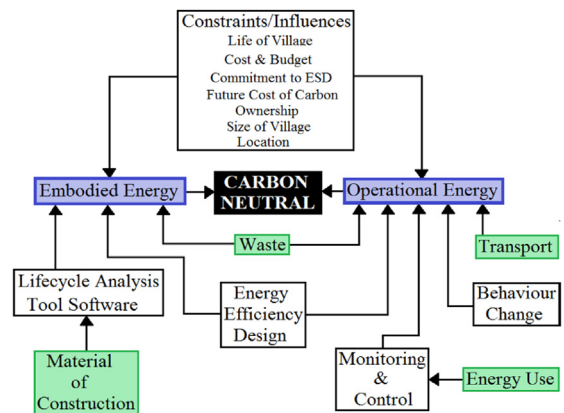 Constraints/Influences
Life of Village
Cost & Budget
Commitment to ESD
Future Cost of Carbon
Ownership
Size of Village
Location
Embodied Energy
CARBON
NEUTRAL
Operational Energy
Waste
Transport
Lifecycle Analysis
Tool Software
Energy
Efficiency
Design
Behaviour
Change
Material
of
Construction
Monitoring
&
Control
Energy Use